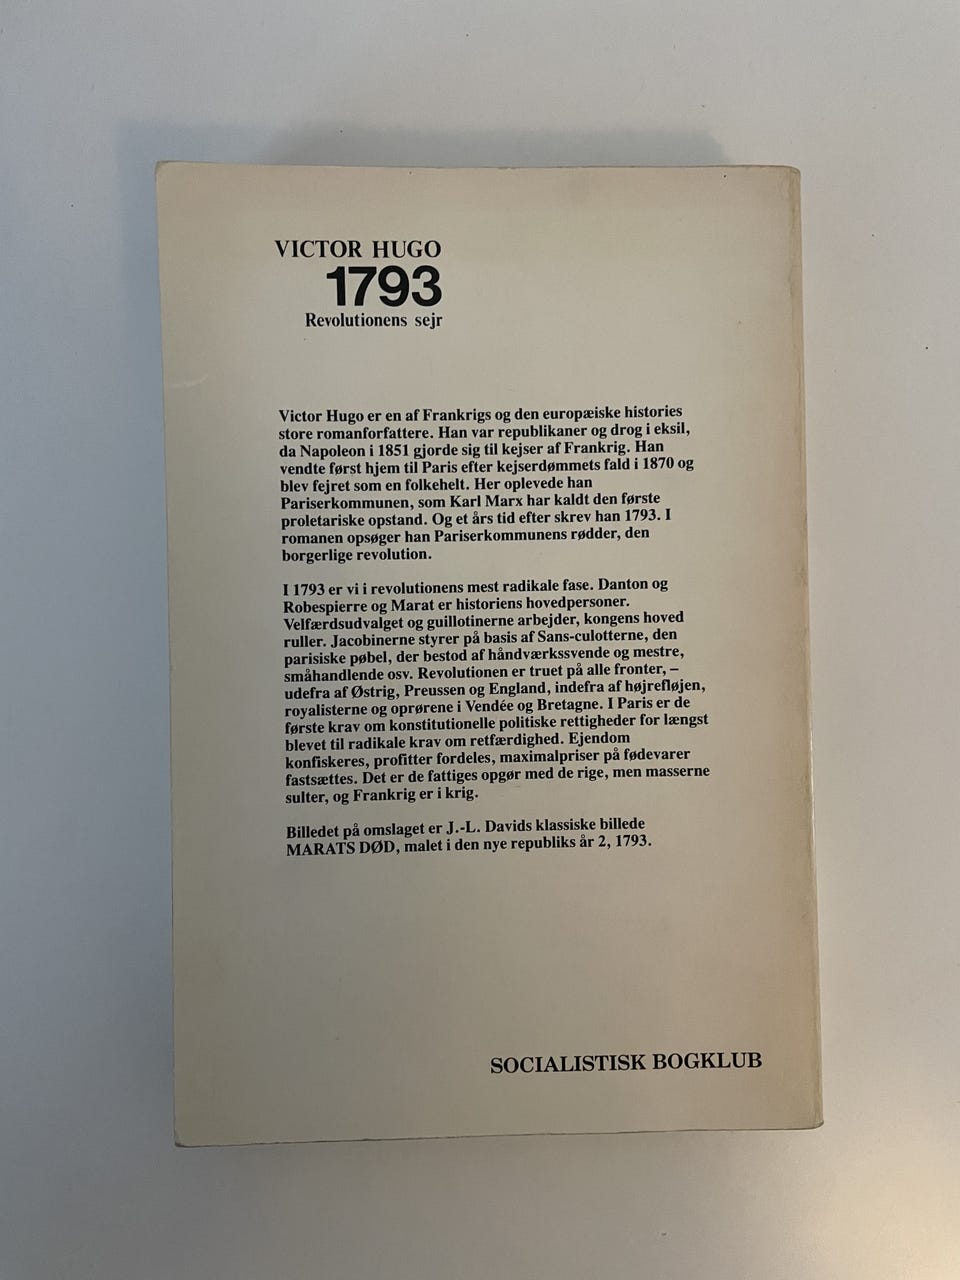 VICTOR HUGO
1793
Revolutionens sejr
Victor Hugo er en af Frankrigs og den europæiske histories
store romanforfattere. Han var republikaner og drog i eksil,
da Napoleon i 1851 gjorde sig til kejser af Frankrig. Han
vendte først hjem til Paris efter kejserdømmets fald i 1870 og
blev fejret som en folkehelt. Her oplevede han
Pariserkommunen, som Karl Marx har kaldt den første
proletariske opstand. Og et års tid efter skrev han 1793. I
romanen opsøger han Pariserkommunens rødder, den
borgerlige revolution.
I 1793 er vi i revolutionens mest radikale fase. Danton og
Robespierre og Marat er historiens hovedpersoner.
Velfærdsudvalget og guillotinerne arbejder, kongens hoved
ruller. Jacobinerne styrer på basis af Sans-culotterne, den
parisiske pøbel, der bestod af håndværkssvende og mestre,
småhandlende osv. Revolutionen er truet på alle fronter, –
udefra af Østrig, Preussen og England, indefra af højrefløjen,
royalisterne og oprørene i Vendée og Bretagne. I Paris er de
første krav om konstitutionelle politiske rettigheder for længst
blevet til radikale krav om retfærdighed. Ejendom
konfiskeres, profitter fordeles, maximalpriser på fødevarer
fastsættes. Det er de fattiges opgør med de rige, men masserne
sulter, og Frankrig er i krig.
Billedet på omslaget er J.-L. Davids klassiske billede
MARATS DØD, malet i den nye republiks år 2, 1793.
SOCIALISTISK BOGKLUB